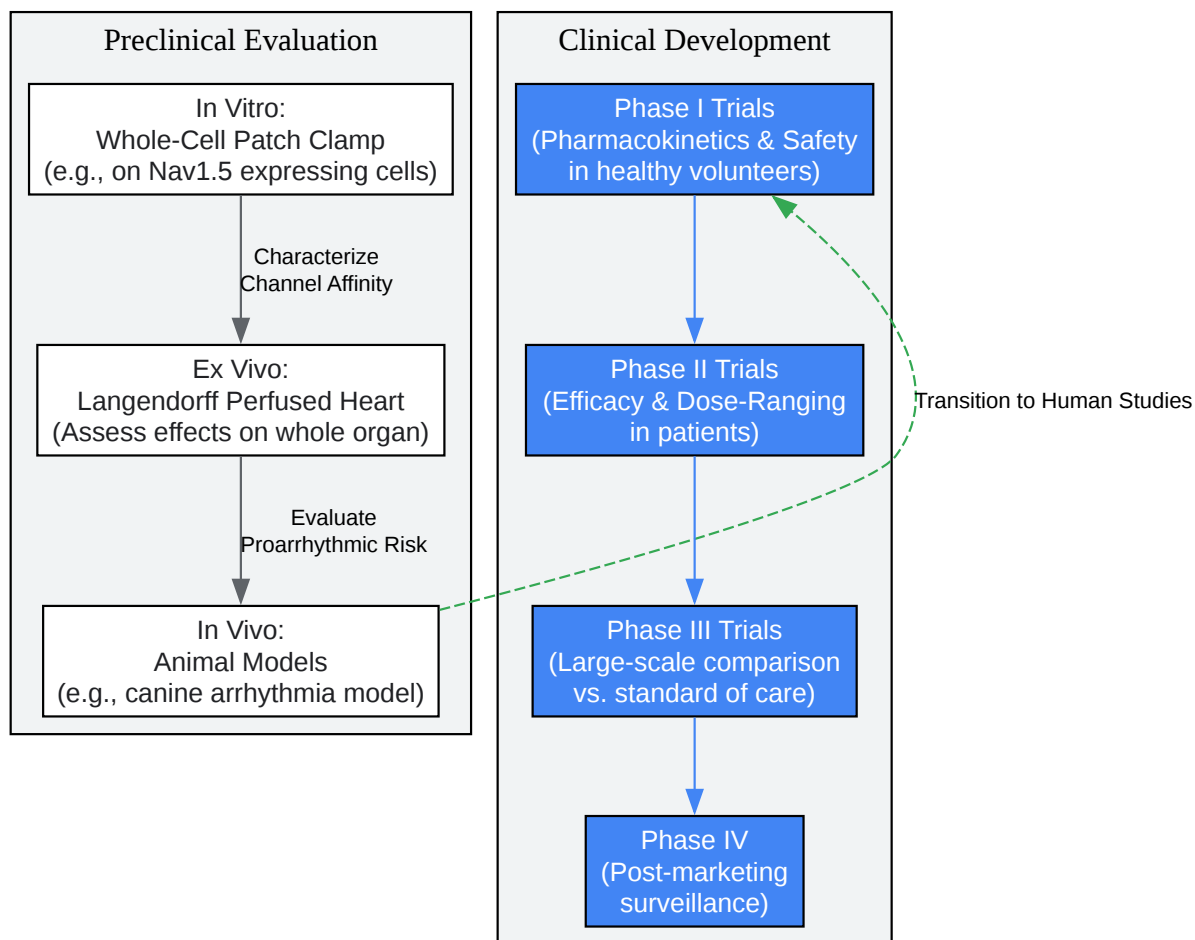 Preclinical Evaluation
In Vitro:
Whole-Cell Patch Clamp
(e.g., on Nav1.5 expressing cells)
Characterize
Channel Affinity
Ex Vivo:
Langendorff Perfused Heart
(Assess effects on whole organ)
Evaluate
Proarrhythmic Risk
In Vivo:
Animal Models
(e.g., canine arrhythmia model)
Clinical Development
Phase I Trials
(Pharmacokinetics & Safety
in healthy volunteers)
Phase II Trials
(Efficacy & Dose-Ranging
in patients)
Transition to Human Studies
Phase III Trials
(Large-scale comparison
vs. standard of care)
Phase IV
(Post-marketing
surveillance)